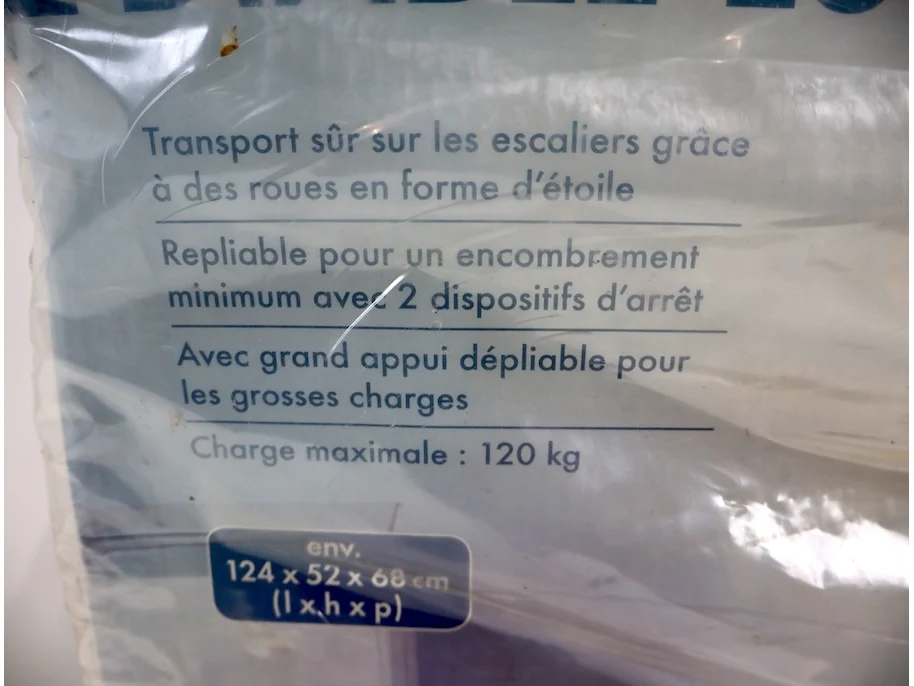 Transport sûr sur les escaliers grâce
à des roues en forme d'étoile
Repliable pour un encombrement
minimum avec 2 dispositifs d'arrêt
Avec grand appui dépliable pour
les grosses charges
Charge maximale : 120 kg
env.
124 x 52 x 68 cm
(l x h x p)